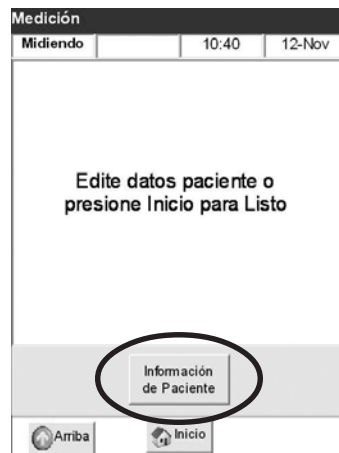 Medición
Midiendo 10:40 12-Nov
Edite datos paciente o
presione Inicio para Listo
Información
de Paciente
Arriba Inicio